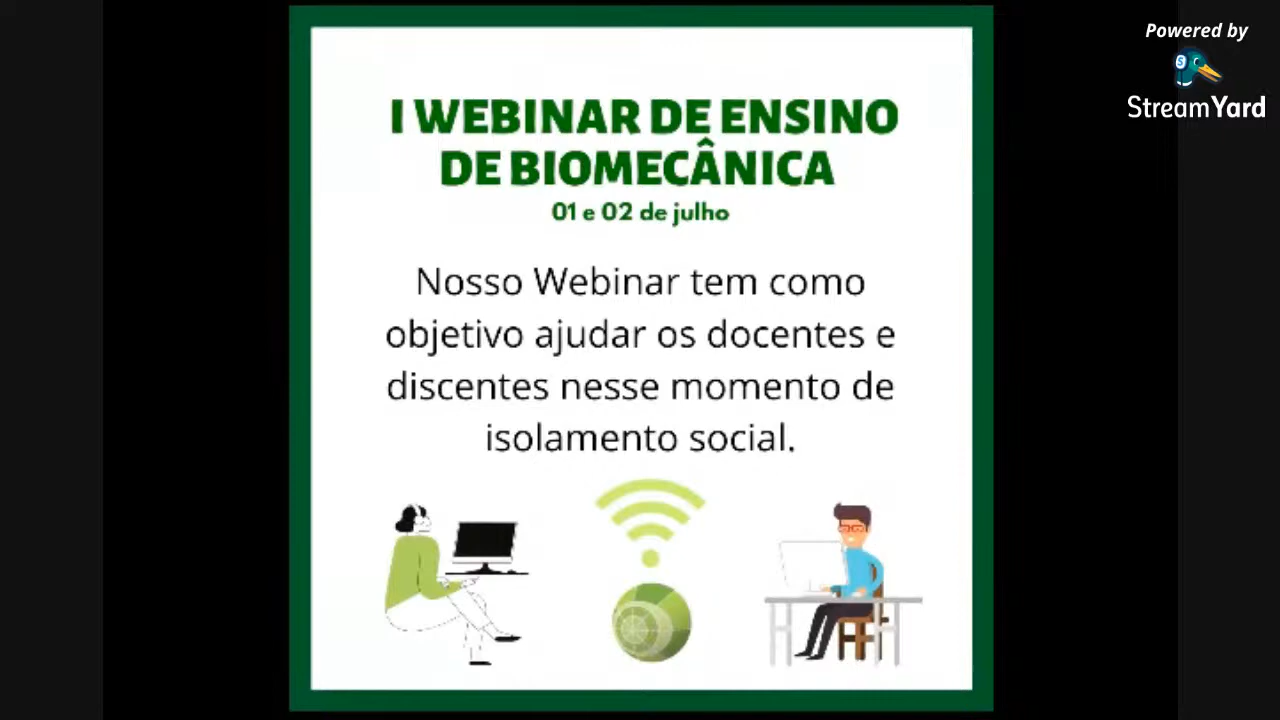 Powered by
StreamYard
I WEBINAR DE ENSINO
DE BIOMECÂNICA
01 e 02 de julho
Nosso Webinar tem como
objetivo ajudar os docentes e
discentes nesse momento de
isolamento social.